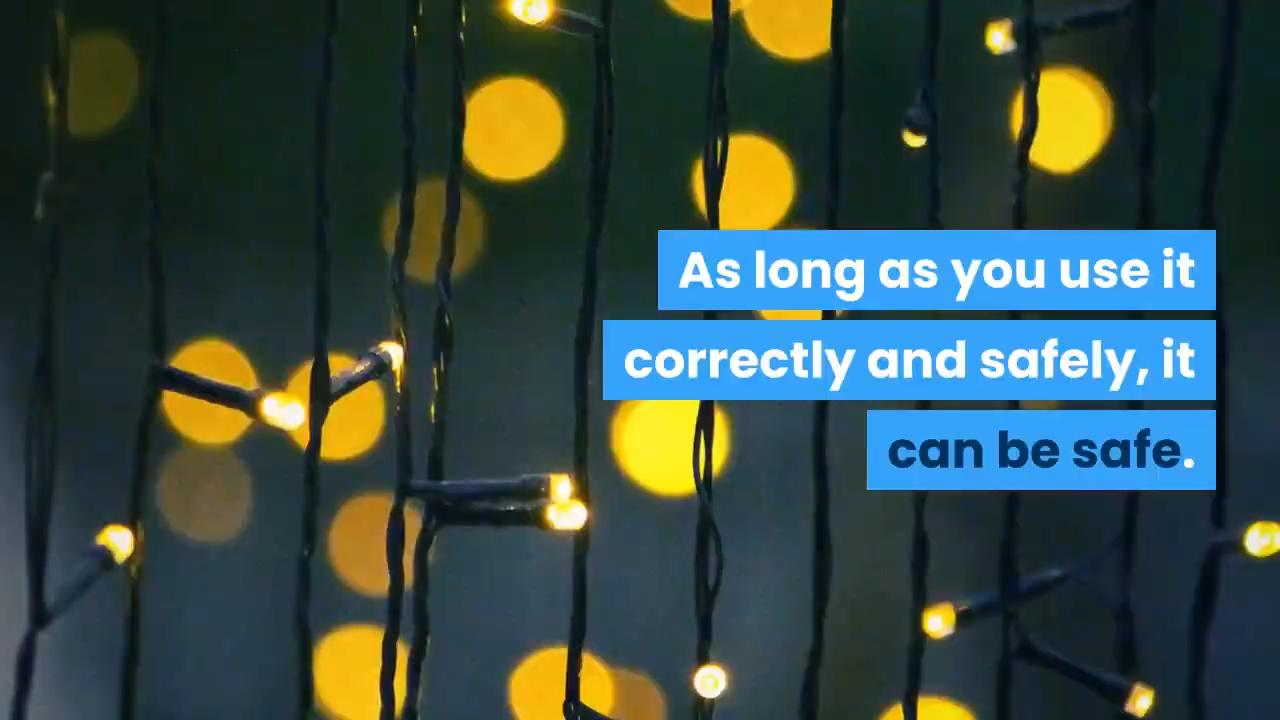 As long as you use it
correctly and safely, it
can be safe.